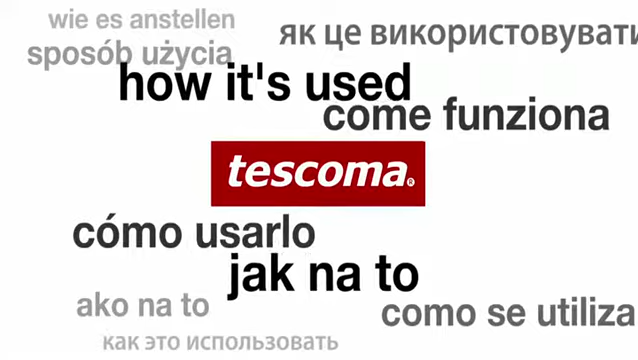 wie es anstellen
як це використовувати
sposób użycia
how it's used
come funziona
tescoma®
cómo usarlo
jak na to
ako na to
como se utiliza
как это использовать